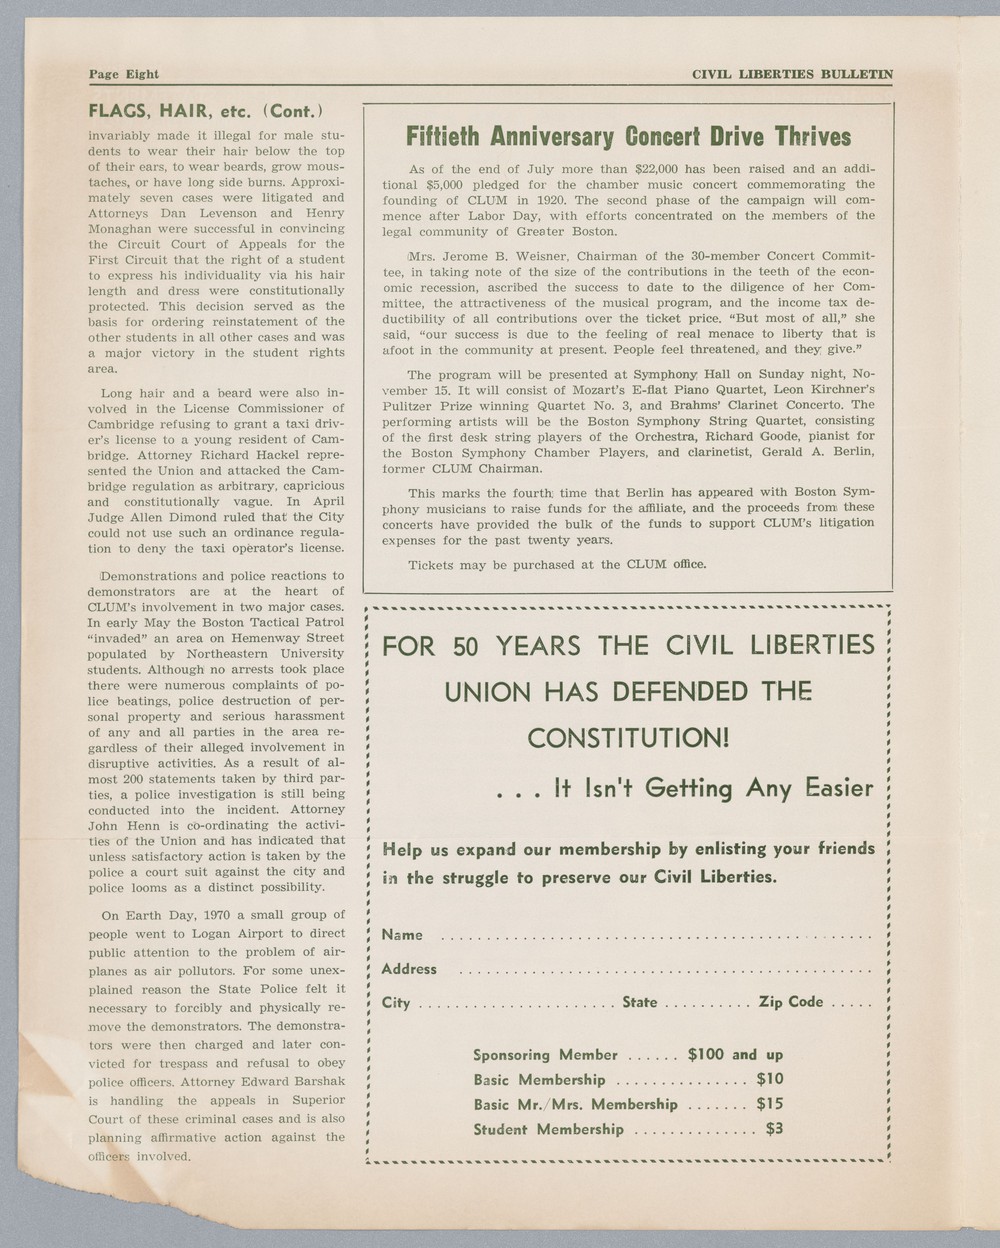 Page Eight
CIVIL LIBERTIES BULLETIN
FLAGS, HAIR, etc. (Cont.)
invariably made it illegal for male stu-
dents to wear their hair below the top
of their ears, to wear beards, grow mous-
taches, or have long side burns. Approxi-
mately seven cases were litigated and
Attorneys Dan Levenson and Henry
Monaghan were successful in convincing
the Circuit Court of Appeals for the
First Circuit that the right of a student
to express his individuality via his hair
length and dress were constitutionally
protected. This decision served as the
basis for ordering reinstatement of the
other students in all other cases and was
a major victory in the student rights
area.
Long hair and a beard were also in-
volved in the License Commissioner of
Cambridge refusing to grant a taxi driv-
er's license to a young resident of Cam-
bridge. Attorney Richard Hackel repre-
sented the Union and attacked the Cam-
bridge regulation as arbitrary, capricious
and constitutionally vague. In April
Judge Allen Dimond ruled that the City
could not use such an ordinance regula-
tion to deny the taxi operator's license.
Demonstrations and police reactions to
demonstrators are at the heart of
CLUM's involvement in two major cases.
In early May the Boston Tactical Patrol
"invaded" an area on Hemenway Street
populated by Northeastern University
students. Although no arrests took place
there were numerous complaints of po-
lice beatings, police destruction of per-
sonal property and serious harassment
of any and all parties in the area re-
gardless of their alleged involvement in
disruptive activities. As a result of al-
most 200 statements taken by third par-
ties, a police investigation is still being
conducted into the incident. Attorney
John Henn is co-ordinating the activi-
ties of the Union and has indicated that
unless satisfactory action is taken by the
police a court suit against the city and
police looms as a distinct possibility.
On Earth Day, 1970 a small group of
people went to Logan Airport to direct
public attention to the problem of air-
planes as air pollutors. For some unex-
plained reason the State Police felt it
necessary to forcibly and physically re-
move the demonstrators. The demonstra-
tors were then charged and later con-
victed for trespass and refusal to obey
police officers. Attorney Edward Barshak
is handling the appeals in Superior
Court of these criminal cases and is also
planning affirmative action against the
officers involved.
Fiftieth Anniversary Concert Drive Thrives
As of the end of July more than $22,000 has been raised and an addi-
tional $5,000 pledged for the chamber music concert commemorating the
founding of CLUM in 1920. The second phase of the campaign will com-
mence after Labor Day, with efforts concentrated on the members of the
legal community of Greater Boston.
Mrs. Jerome B. Weisner, Chairman of the 30-member Concert Commit-
tee, in taking note of the size of the contributions in the teeth of the econ-
omic recession, ascribed the success to date to the diligence of her Com-
mittee, the attractiveness of the musical program, and the income tax de-
ductibility of all contributions over the ticket price. "But most of all," she
said, "our success is due to the feeling of real menace to liberty that is
afoot in the community at present. People feel threatened, and they give."
The program will be presented at Symphony Hall on Sunday night, No-
vember 15. It will consist of Mozart's E-flat Piano Quartet, Leon Kirchner's
Pulitzer Prize winning Quartet No. 3, and Brahms' Clarinet Concerto. The
performing artists will be the Boston Symphony String Quartet, consisting
of the first desk string players of the Orchestra, Richard Goode, pianist for
the Boston Symphony Chamber Players, and clarinetist, Gerald A. Berlin,
former CLUM Chairman.
This marks the fourth time that Berlin has appeared with Boston Sym-
phony musicians to raise funds for the affiliate, and the proceeds from these
concerts have provided the bulk of the funds to support CLUM's litigation
expenses for the past twenty years.
Tickets may be purchased at the CLUM office.
FOR 50 YEARS THE CIVIL LIBERTIES
UNION HAS DEFENDED THE
CONSTITUTION!
. . . It Isn't Getting Any Easier
Help us expand our membership by enlisting your friends
in the struggle to preserve our Civil Liberties.
Name ................................................
Address ..............................................
City ...................... State .......... Zip Code .....
Sponsoring Member ...... $100 and up
Basic Membership ............... $10
Basic Mr./Mrs. Membership ....... $15
Student Membership .............. $3